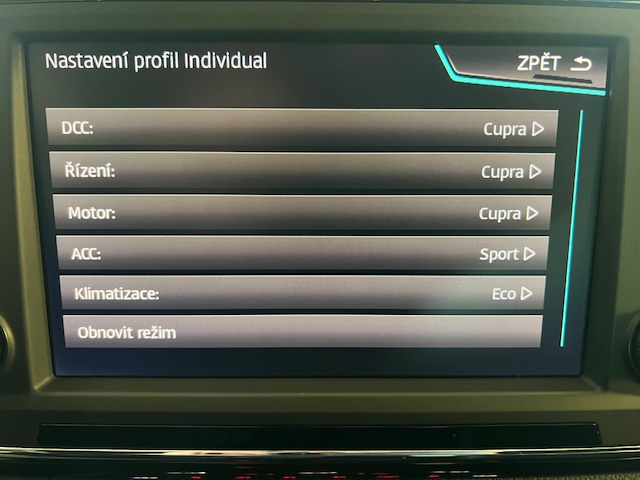 Nastavení profil Individual
ZPĚT
DCC: Cupra
Řízení: Cupra
Motor: Cupra
ACC: Sport
Klimatizace: Eco
Obnovit režim